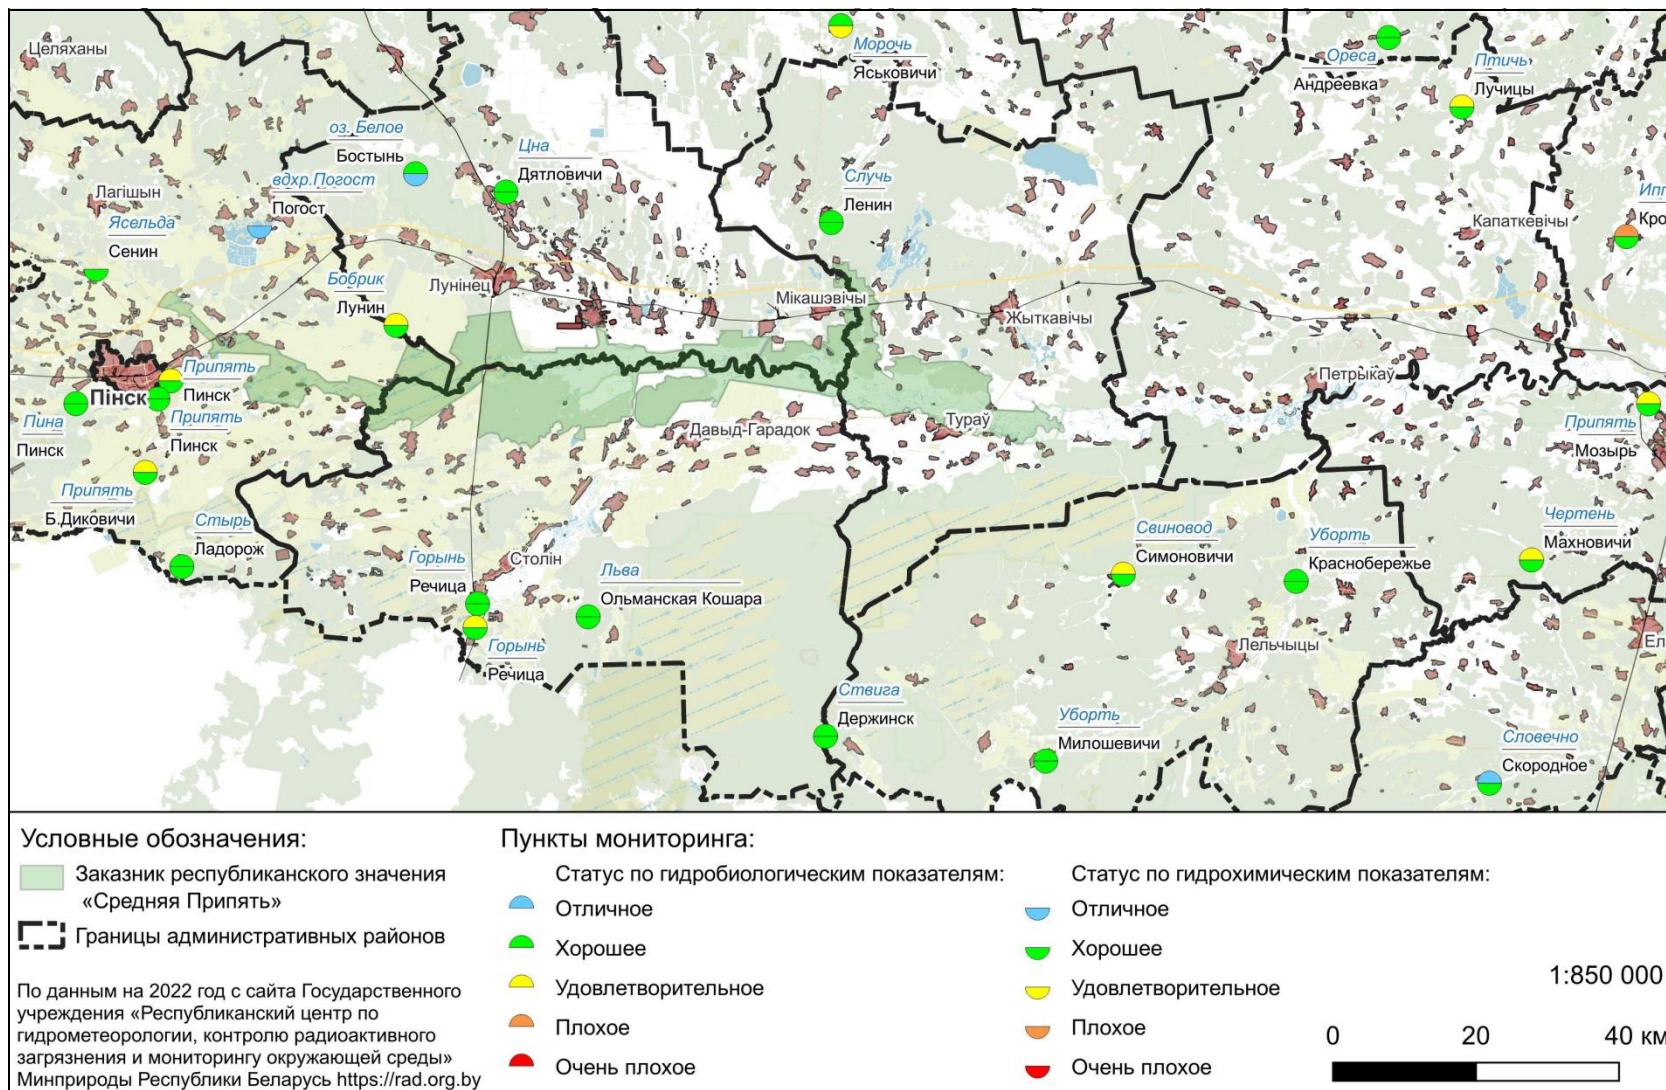 Целяханы
Морочь
Яськовичи
Ореса
Андреевка
Птичь
Лучицы
оз. Белое
Бостынь
Цна
Дятловичи
вдхр.Погост
Погост
Случь
Ленин
Лагішын
Ясельда
Сенин
Капаткевічы
Ипп
Кро
Бобрик
Лунин
Лунінец
Мікашэвічы
Жыткавічы
Припять
Пинск
Пінск
Припять
Пинск
Пина
Пинск
Петрыкаў
Давыд-Гарадок
Тураў
Припять
Мозырь
Припять
Б.Диковичи
Стырь
Ладорож
Горынь
Речица
Столін
Льва
Ольманская Кошара
Свиновод
Симоновичи
Уборть
Краснобережье
Чертень
Махновичи
Горынь
Речица
Лельчыцы
Ел
Ствига
Держинск
Уборть
Милошевичи
Словечно
Скородное
Условные обозначения:
Заказник республиканского значения
«Средняя Припять»
Границы административных районов
По данным на 2022 год с сайта Государственного
учреждения «Республиканский центр по
гидрометеорологии, контролю радиоактивного
загрязнения и мониторингу окружающей среды»
Минприроды Республики Беларусь https://rad.org.by
Пункты мониторинга:
Статус по гидробиологическим показателям:
Отличное
Хорошее
Удовлетворительное
Плохое
Очень плохое
Статус по гидрохимическим показателям:
Отличное
Хорошее
Удовлетворительное
Плохое
Очень плохое
1:850 000
0 20 40 км